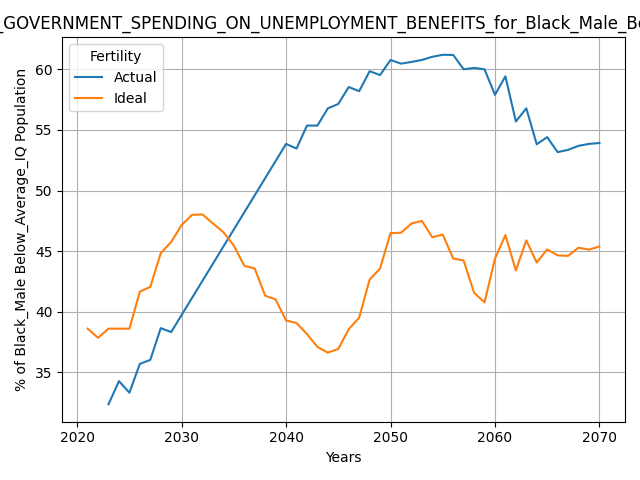 _GOVERNMENT_SPENDING_ON_UNEMPLOYMENT_BENEFITS_for_Black_Male_Be
Fertility
Actual
Ideal
% of Black_Male Below_Average_IQ Population
60
55
50
45
40
35
2020 2030 2040 2050 2060 2070
Years